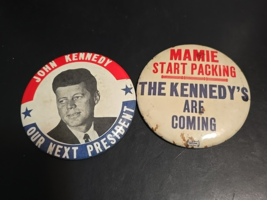 JOHN KENNEDY
OUR NEXT PRESIDENT
MAMIE
START PACKING
THE KENNEDY'S
ARE
COMING